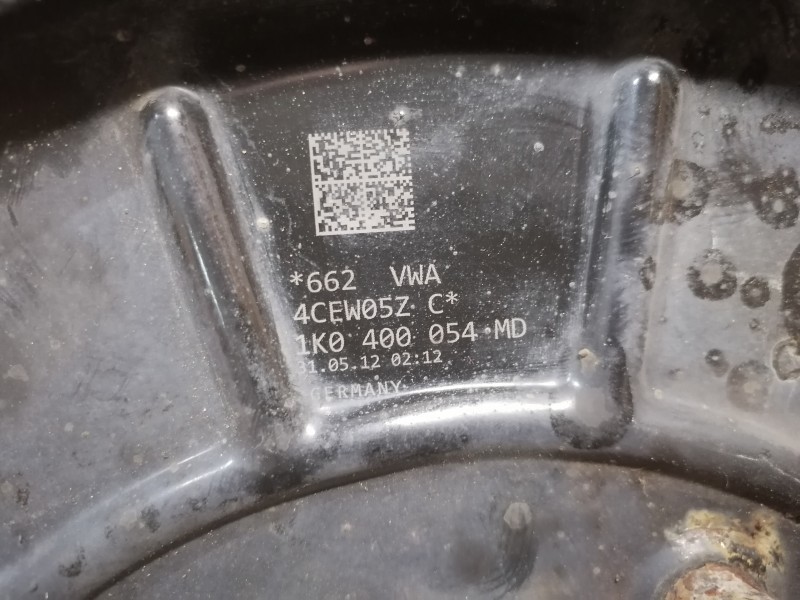 *662 VWA
4CEW05Z C*
1K0 400 054 MD
31.05.12 02:12
GERMANY